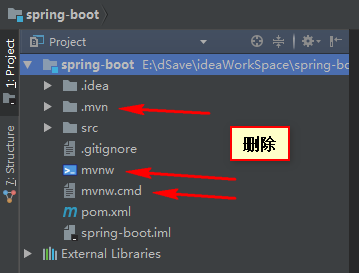 spring-boot
Project
spring-boot E:\dSave\ideaWorkSpace\spring-bo
.idea
.mvn
src
.gitignore
删除
mvnw
mvnw.cmd
pom.xml
spring-boot.iml
External Libraries
1: Project
7: Structure